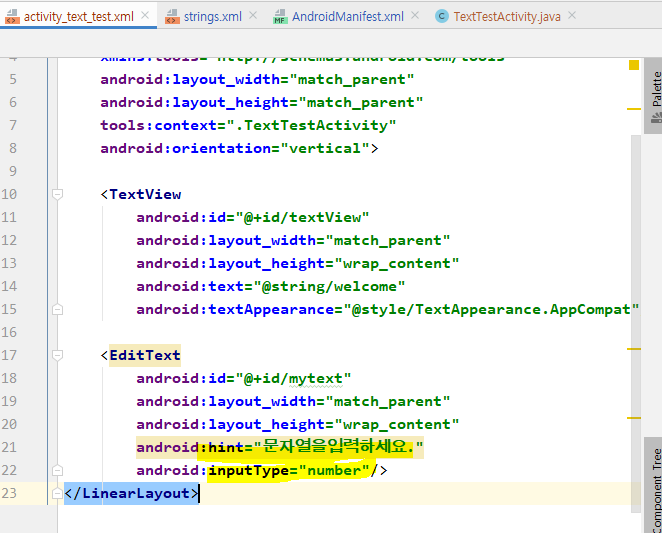 activity_text_test.xml strings.xml AndroidManifest.xml TextTestActivity.java
4 xmlns:tools="http://schemas.android.com/tools"
5 android:layout_width="match_parent"
6 android:layout_height="match_parent"
7 tools:context=".TextTestActivity"
8 android:orientation="vertical">
9
10 <TextView
11 android:id="@+id/textView"
12 android:layout_width="match_parent"
13 android:layout_height="wrap_content"
14 android:text="@string/welcome"
15 android:textAppearance="@style/TextAppearance.AppCompat"
16
17 <EditText
18 android:id="@+id/mytext"
19 android:layout_width="match_parent"
20 android:layout_height="wrap_content"
21 android:hint="문자열을입력하세요."
22 android:inputType="number"/>
23 </LinearLayout>
Palette
Component Tree